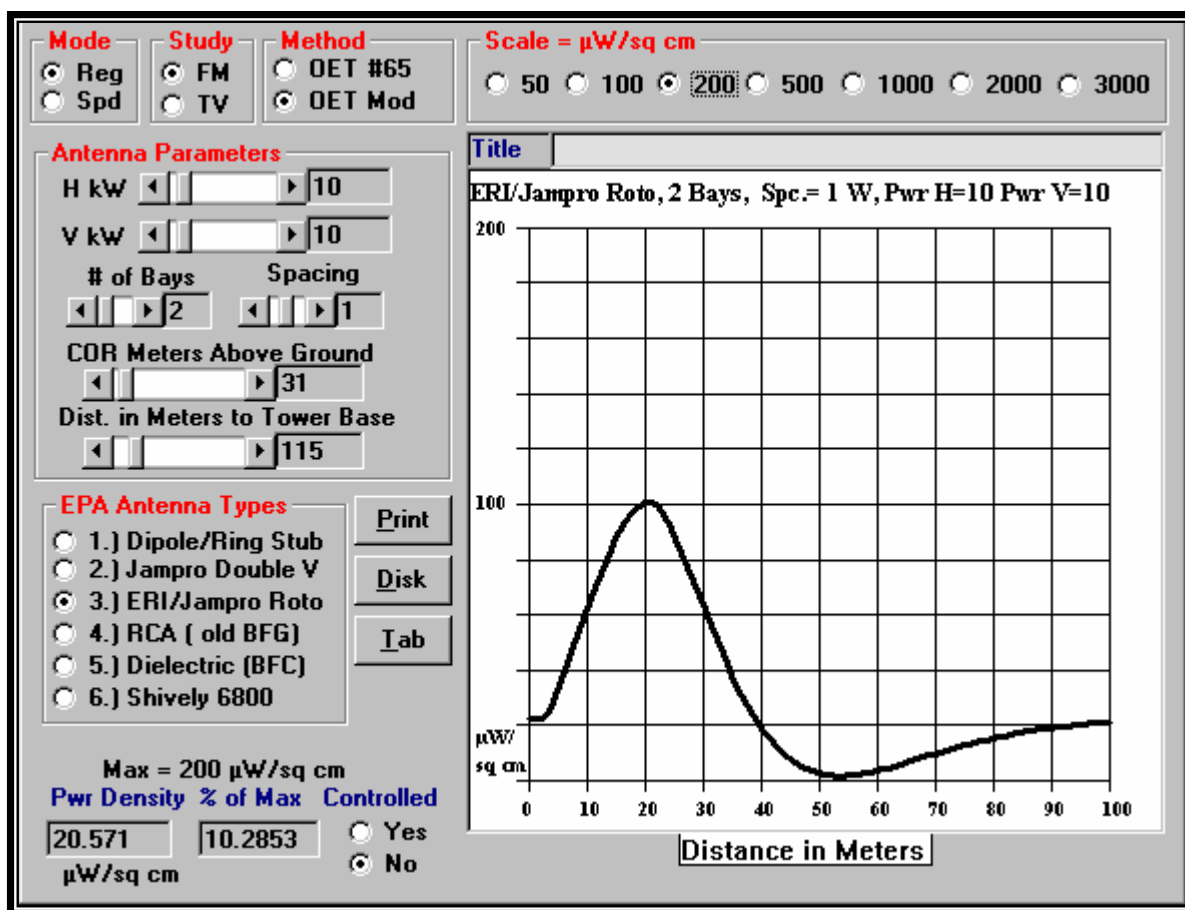 Mode
Reg
Spd
Study
FM
TV
Method
OET #65
OET Mod
Scale = µW/sq cm
50 100 200 500 1000 2000 3000
Antenna Parameters
H kW 10
V kW 10
# of Bays Spacing
2 1
COR Meters Above Ground
31
Dist. in Meters to Tower Base
115
EPA Antenna Types
1.) Dipole/Ring Stub
2.) Jampro Double V
3.) ERI/Jampro Roto
4.) RCA ( old BFG)
5.) Dielectric (BFC)
6.) Shively 6800
Print
Disk
Tab
Max = 200 µW/sq cm
Pwr Density % of Max Controlled
20.571 10.2853 Yes
No
µW/sq cm
Title
ERI/Jampro Roto, 2 Bays, Spc.= 1 W, Pwr H=10 Pwr V=10
200
100
µW/
sq cm
0 10 20 30 40 50 60 70 80 90 100
Distance in Meters